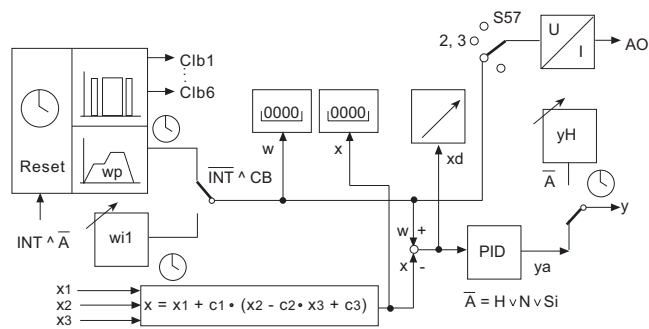 S57
2, 3
U
I
AO
Clb1
Clb6
Reset
wp
0000
0000
w
x
xd
yH
A̅
I̅N̅T̅ ^ CB
INT ^ A̅
wi1
w +
x -
PID
ya
y
x1
x2
x3
x = x1 + c1 • (x2 - c2 • x3 + c3)
A̅ = H v N v Si